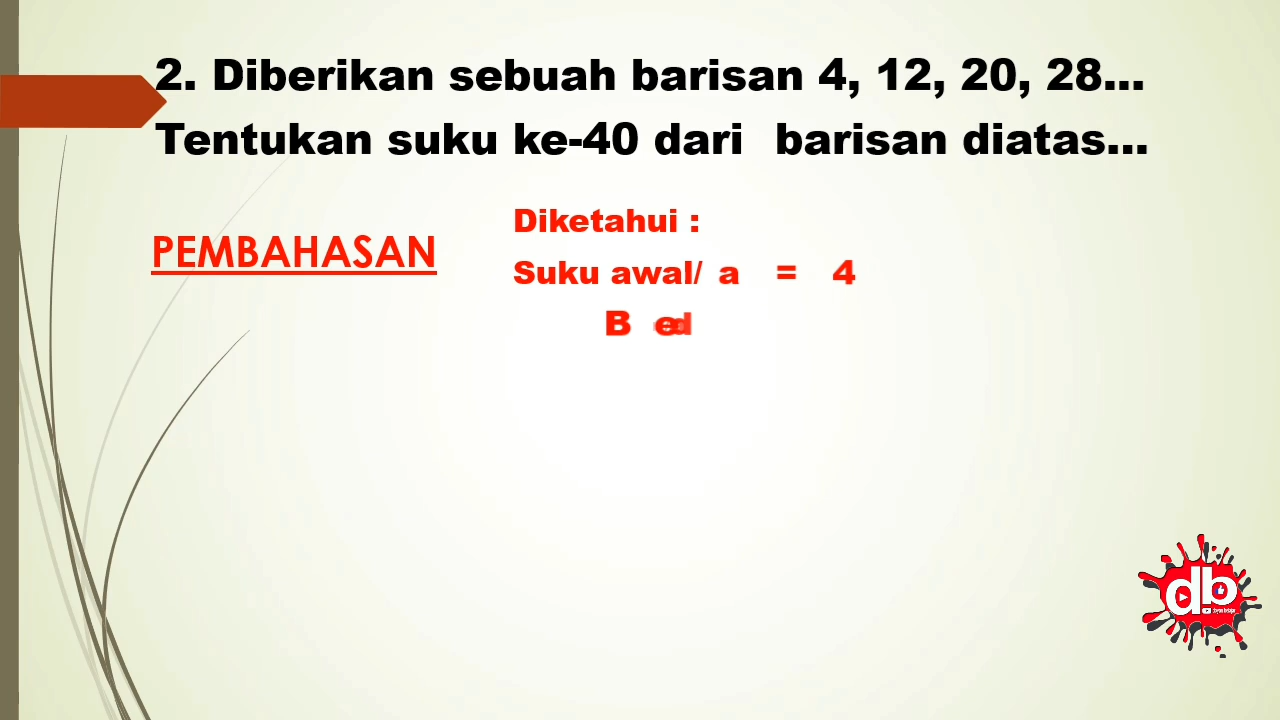 2. Diberikan sebuah barisan 4, 12, 20, 28...
Tentukan suku ke-40 dari barisan diatas...
PEMBAHASAN
Diketahui :
Suku awal/ a = 4
B
db